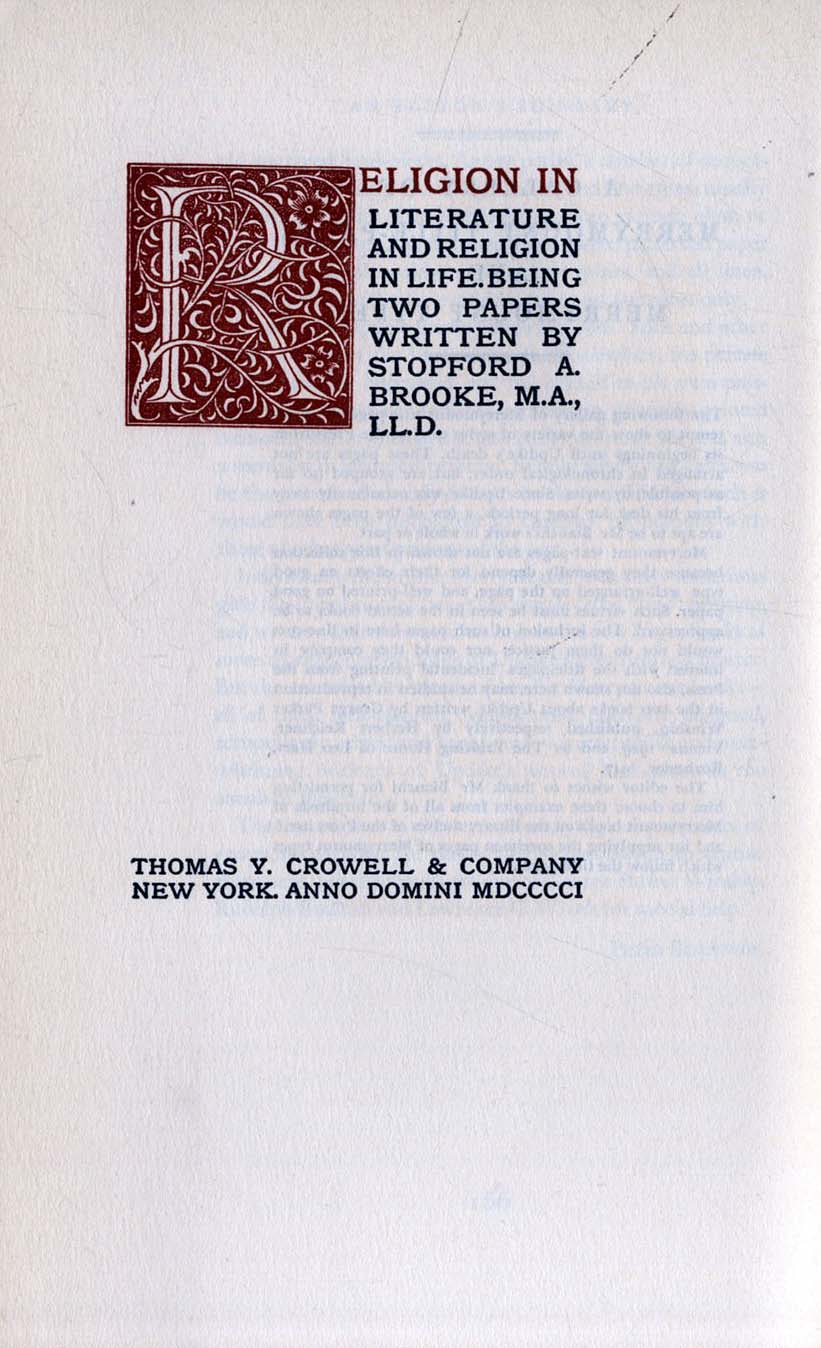 RELIGION IN
LITERATURE
AND RELIGION
IN LIFE. BEING
TWO PAPERS
WRITTEN BY
STOPFORD A.
BROOKE, M.A.,
LL.D.
THOMAS Y. CROWELL & COMPANY
NEW YORK. ANNO DOMINI MDCCCCI